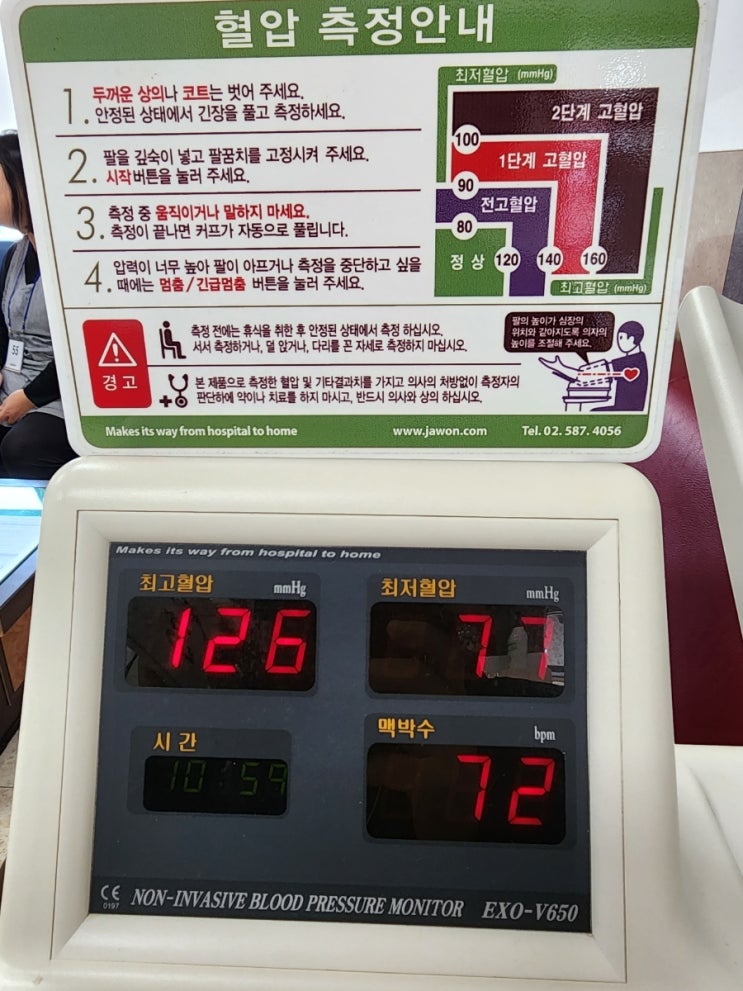 혈압 측정안내
1. 두꺼운 상의나 코트는 벗어 주세요.
안정된 상태에서 긴장을 풀고 측정하세요.
2. 팔을 깊숙이 넣고 팔꿈치를 고정시켜 주세요.
시작버튼을 눌러 주세요.
3. 측정 중 움직이거나 말하지 마세요.
측정이 끝나면 커프가 자동으로 풀립니다.
4. 압력이 너무 높아 팔이 아프거나 측정을 중단하고 싶을
때에는 멈춤/긴급멈춤 버튼을 눌러 주세요.
최저혈압 (mmHg)
2단계 고혈압
100
1단계 고혈압
90
전고혈압
80
정상
120
140
160
최고혈압 (mmHg)
경고
측정 전에는 휴식을 취한 후 안정된 상태에서 측정 하십시오.
서서 측정하거나, 덜 앉거나, 다리를 꼰 자세로 측정하지 마십시오.
본 제품으로 측정한 혈압 및 기타결과치를 가지고 의사의 처방없이 측정자의
판단하에 약이나 치료를 하지 마시고, 반드시 의사와 상의 하십시오.
팔의 높이가 심장의
위치와 같아지도록 의자의
높이를 조절해 주세요.
Makes its way from hospital to home
www.jawon.com
Tel. 02. 587. 4056
Makes its way from hospital to home
최고혈압 mmHg
126
최저혈압 mmHg
77
시간
10:59
맥박수 bpm
72
CE
0197
NON-INVASIVE BLOOD PRESSURE MONITOR EXO-V650